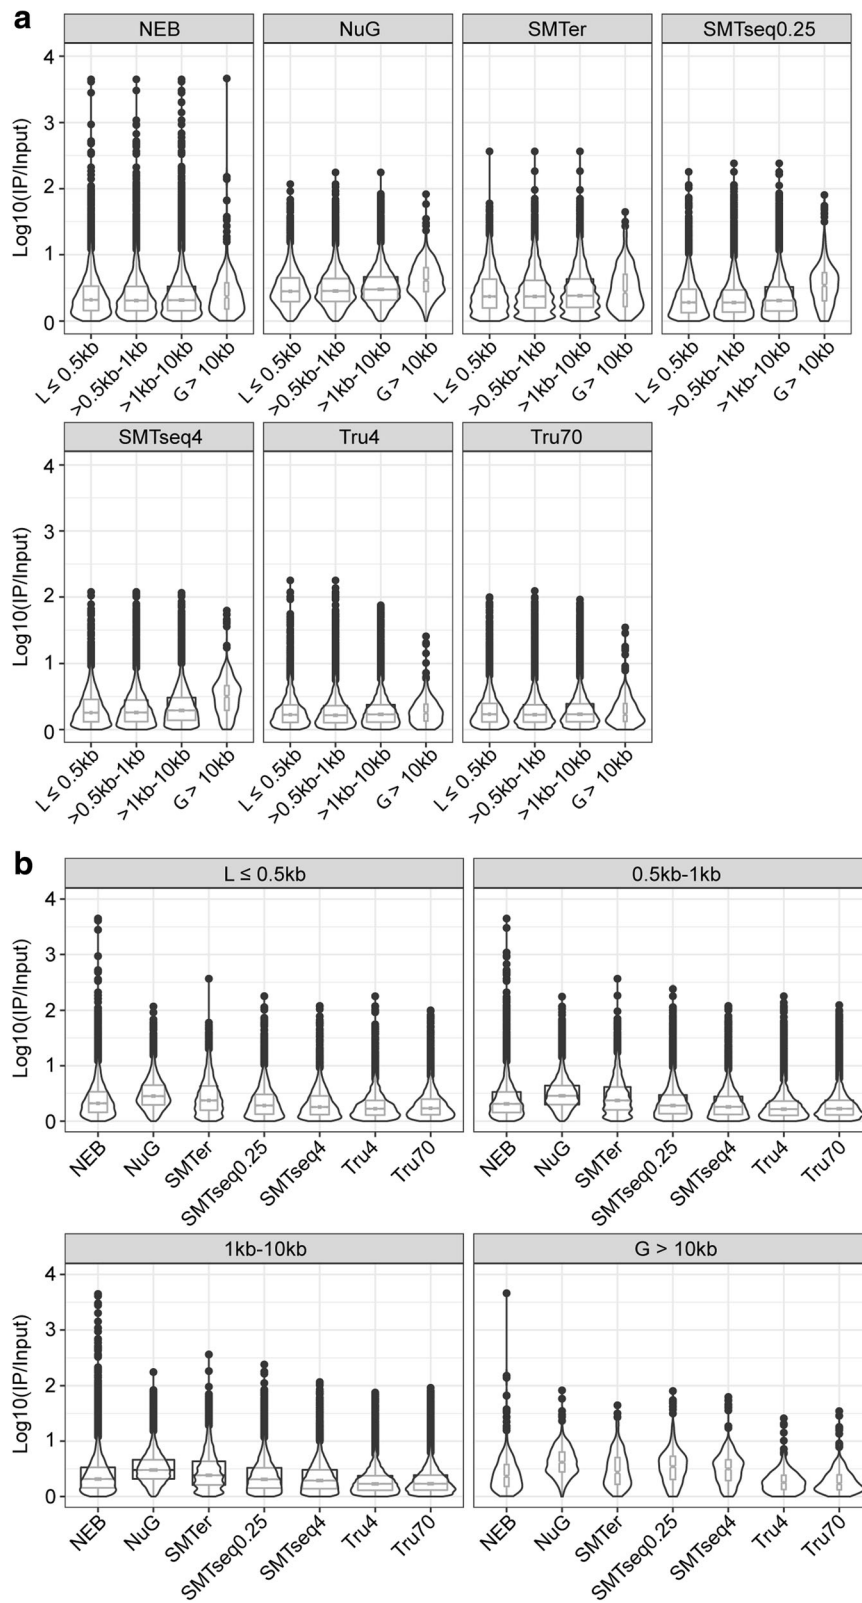 a
NEB NuG SMTer SMTseq0.25
Log10(IP/Input)
4
3
2
1
0
L ≤ 0.5kb >0.5kb-1kb >1kb-10kb G > 10kb L ≤ 0.5kb >0.5kb-1kb >1kb-10kb G > 10kb L ≤ 0.5kb >0.5kb-1kb >1kb-10kb G > 10kb L ≤ 0.5kb >0.5kb-1kb >1kb-10kb G > 10kb
SMTseq4 Tru4 Tru70
Log10(IP/Input)
4
3
2
1
0
L ≤ 0.5kb >0.5kb-1kb >1kb-10kb G > 10kb L ≤ 0.5kb >0.5kb-1kb >1kb-10kb G > 10kb L ≤ 0.5kb >0.5kb-1kb >1kb-10kb G > 10kb
b
L ≤ 0.5kb 0.5kb-1kb
Log10(IP/Input)
4
3
2
1
0
NEB NuG SMTer SMTseq0.25 SMTseq4 Tru4 Tru70 NEB NuG SMTer SMTseq0.25 SMTseq4 Tru4 Tru70
1kb-10kb G > 10kb
Log10(IP/Input)
4
3
2
1
0
NEB NuG SMTer SMTseq0.25 SMTseq4 Tru4 Tru70 NEB NuG SMTer SMTseq0.25 SMTseq4 Tru4 Tru70